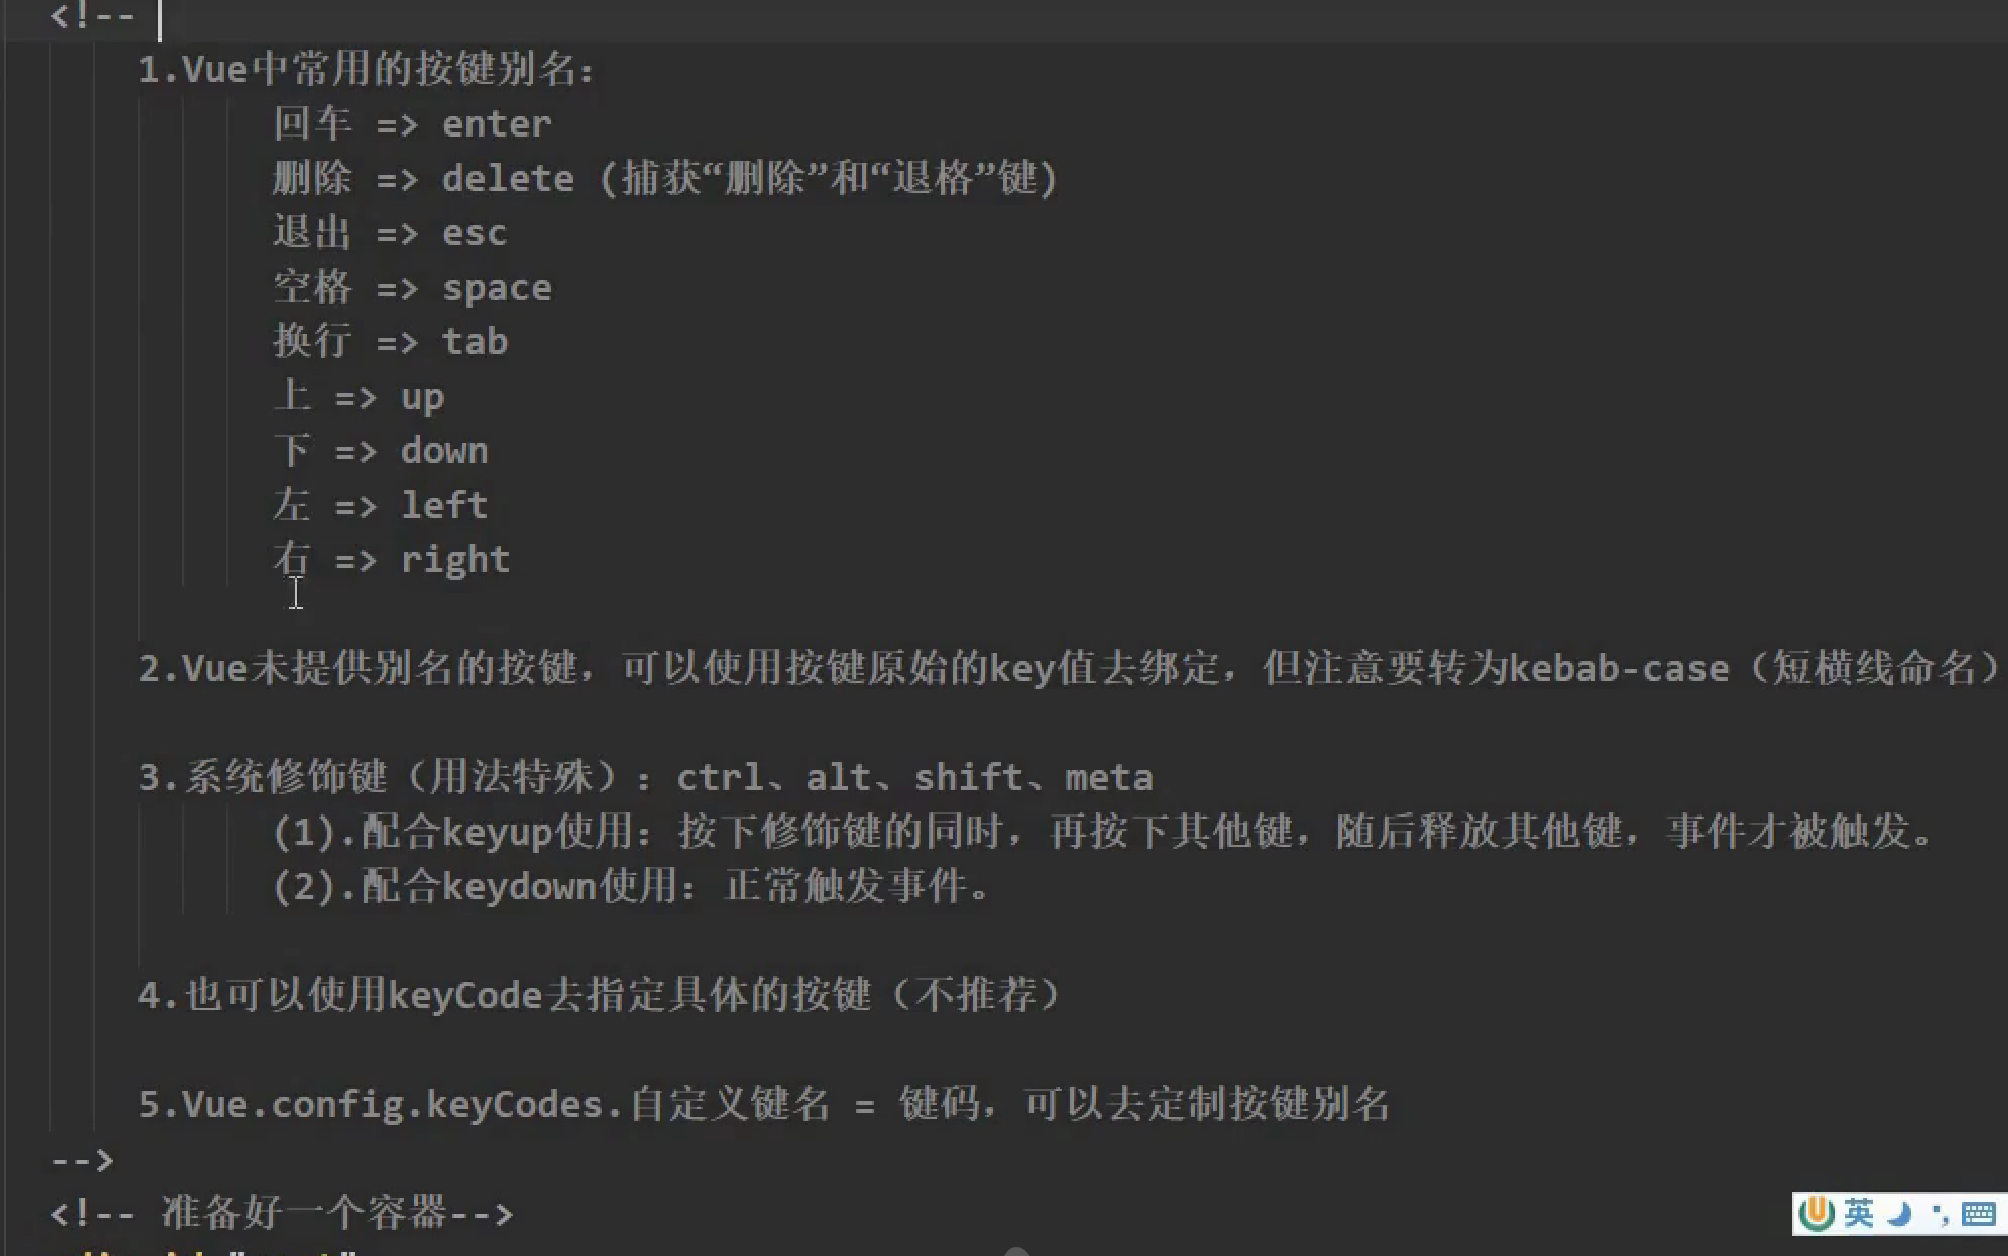 <!--
1.Vue中常用的按键别名：
回车 => enter
删除 => delete (捕获“删除”和“退格”键)
退出 => esc
空格 => space
换行 => tab
上 => up
下 => down
左 => left
右 => right
2.Vue未提供别名的按键，可以使用按键原始的key值去绑定，但注意要转为kebab-case（短横线命名）
3.系统修饰键（用法特殊）：ctrl、alt、shift、meta
(1).配合keyup使用：按下修饰键的同时，再按下其他键，随后释放其他键，事件才被触发。
(2).配合keydown使用：正常触发事件。
4.也可以使用keyCode去指定具体的按键（不推荐）
5.Vue.config.keyCodes.自定义键名 = 键码，可以去定制按键别名
-->
<!-- 准备好一个容器-->
英